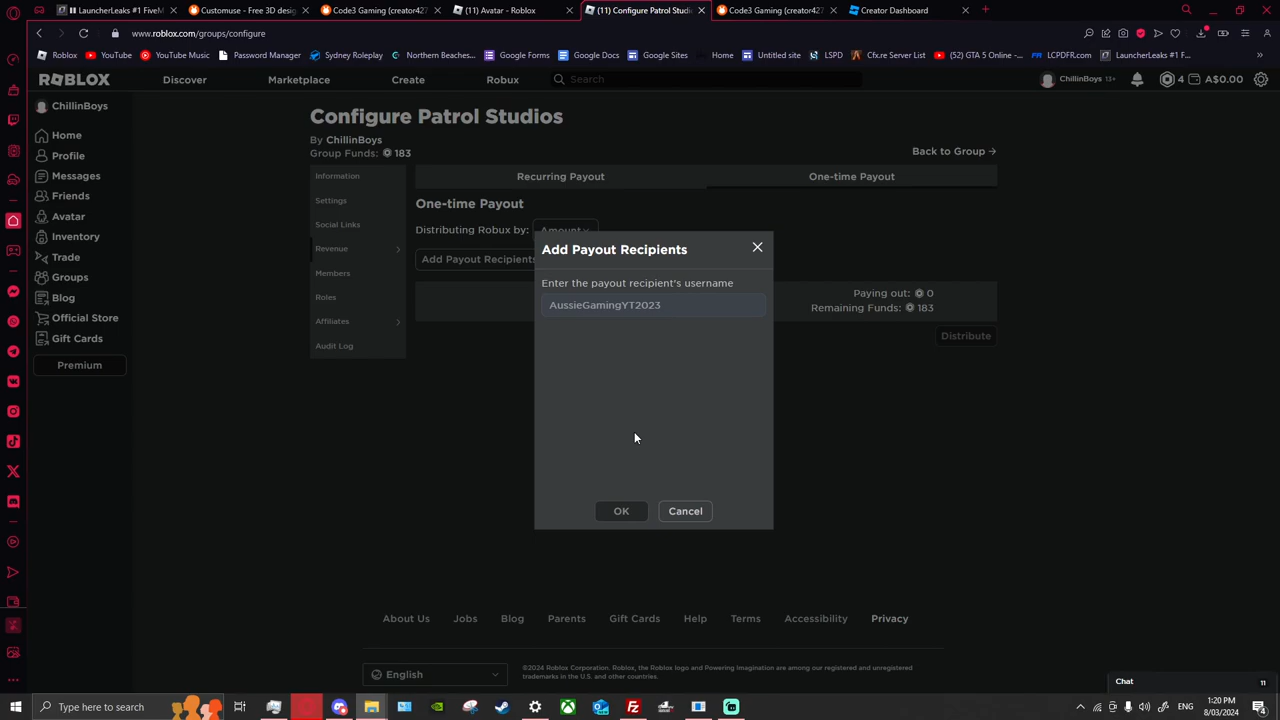 (11) LauncherLeaks #1 FiveM
Customuse - Free 3D design
Code3 Gaming (creator427
(11) Avatar - Roblox
(11) Configure Patrol Studi
Code3 Gaming (creator427
Creator Dashboard
www.roblox.com/groups/configure
Roblox
YouTube
YouTube Music
Password Manager
Sydney Roleplay
Northern Beaches...
Google Forms
Google Docs
Google Sites
Home
Untitled site
LSPD
Cfx.re Server List
(52) GTA 5 Online -...
LCPDFR.com
LauncherLeaks #1 F
ROBLOX
Discover
Marketplace
Create
Robux
Search
ChillinBoys 13+
4
A$0.00
ChillinBoys
Home
Profile
Messages
Friends
Avatar
Inventory
Trade
Groups
Blog
Official Store
Gift Cards
Premium
Configure Patrol Studios
By ChillinBoys
Group Funds: 183
Back to Group →
Information
Settings
Social Links
Revenue
Members
Roles
Affiliates
Audit Log
Recurring Payout
One-time Payout
One-time Payout
Distributing Robux by: Amount
Add Payout Recipients
Paying out: 0
Remaining Funds: 183
Distribute
Add Payout Recipients
Enter the payout recipient's username
AussieGamingYT2023
OK
Cancel
About Us
Jobs
Blog
Parents
Gift Cards
Help
Terms
Accessibility
Privacy
English
©2024 Roblox Corporation. Roblox, the Roblox logo and Powering Imagination are among our registered and unregistered
trademarks in the U.S. and other countries.
Chat
11
Type here to search
1:20 PM
8/03/2024